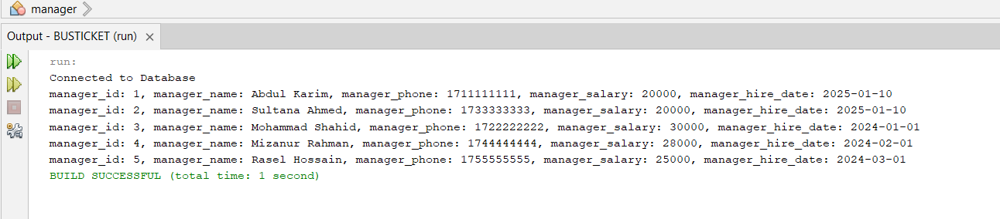 manager
Output - BUSTICKET (run)
run:
Connected to Database
manager_id: 1, manager_name: Abdul Karim, manager_phone: 1711111111, manager_salary: 20000, manager_hire_date: 2025-01-10
manager_id: 2, manager_name: Sultana Ahmed, manager_phone: 1733333333, manager_salary: 20000, manager_hire_date: 2025-01-10
manager_id: 3, manager_name: Mohammad Shahid, manager_phone: 1722222222, manager_salary: 30000, manager_hire_date: 2024-01-01
manager_id: 4, manager_name: Mizanur Rahman, manager_phone: 1744444444, manager_salary: 28000, manager_hire_date: 2024-02-01
manager_id: 5, manager_name: Rasel Hossain, manager_phone: 1755555555, manager_salary: 25000, manager_hire_date: 2024-03-01
BUILD SUCCESSFUL (total time: 1 second)